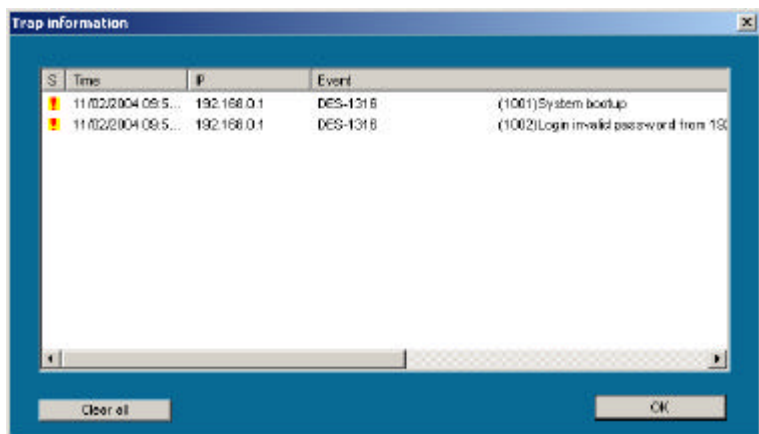 Trap information
S Time IP Event
11/02/2004 09:5... 192.168.0.1 DES-1316 (1001)System bootup
11/02/2004 09:5... 192.168.0.1 DES-1316 (1002)Login invalid password from 192
Clear all OK